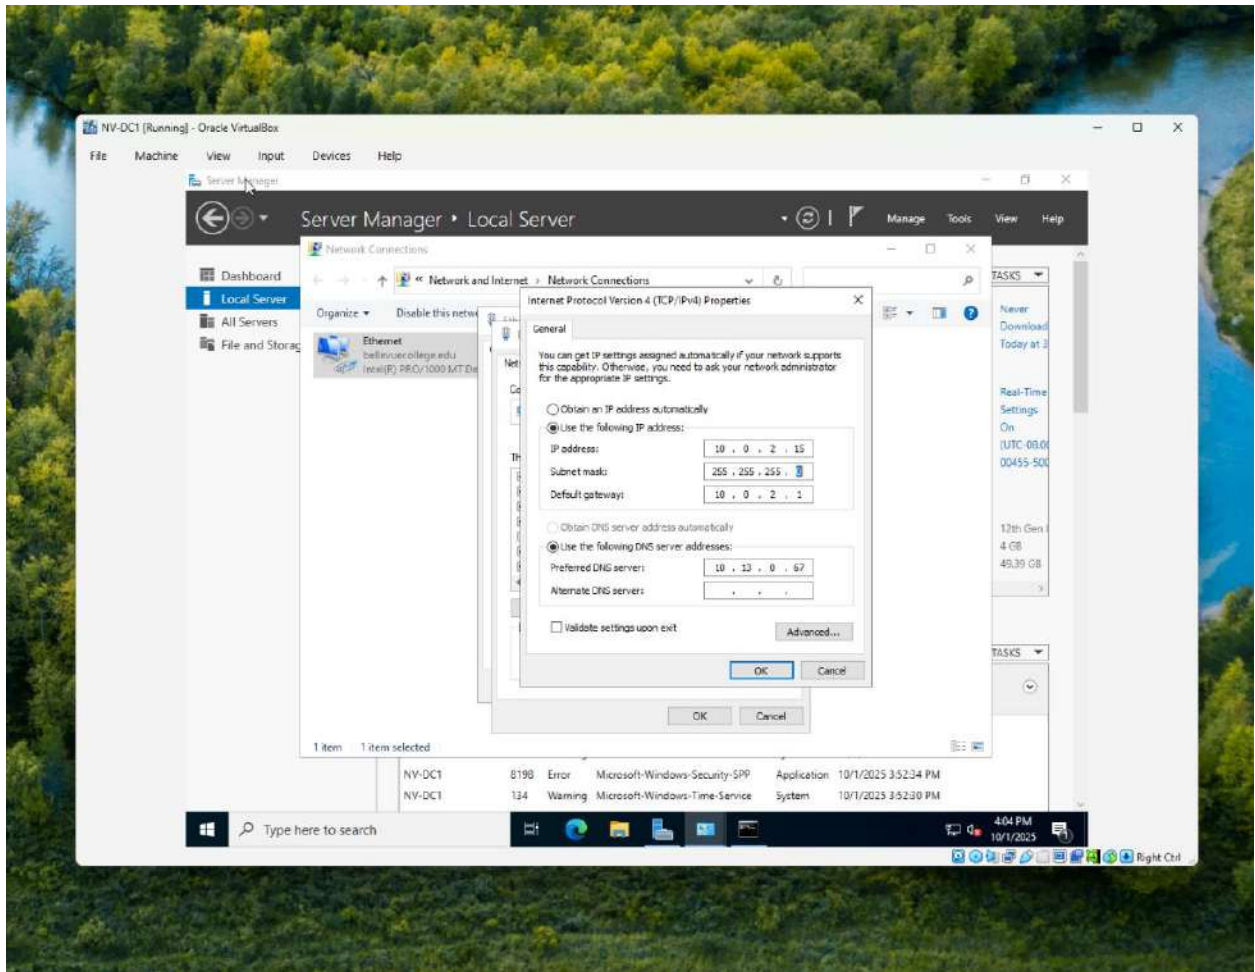 NV-DC1 [Running] - Oracle VirtualBox
File Machine View Input Devices Help
Server Manager
Server Manager • Local Server
Manage Tools View Help
Network Connections
Dashboard
Local Server
All Servers
File and Storag
« Network and Internet › Network Connections
Organize Disable this netwo
Ethernet
bellevuecollege.edu
Intel(R) PRO/1000 MT De
Internet Protocol Version 4 (TCP/IPv4) Properties
General
You can get IP settings assigned automatically if your network supports
this capability. Otherwise, you need to ask your network administrator
for the appropriate IP settings.
Obtain an IP address automatically
Use the following IP address:
IP address: 10 . 0 . 2 . 15
Subnet mask: 255 . 255 . 255 . 0
Default gateway: 10 . 0 . 2 . 1
Obtain DNS server address automatically
Use the following DNS server addresses:
Preferred DNS server: 10 . 13 . 0 . 67
Alternate DNS server: . . .
Validate settings upon exit
Advanced...
OK Cancel
OK Cancel
TASKS
Never
Download
Today at 3
Real-Time
Settings
On
(UTC-08:00
00455-500
12th Gen I
4 GB
49.39 GB
TASKS
1 item 1 item selected
NV-DC1 8198 Error Microsoft-Windows-Security-SPP Application 10/1/2025 3:52:34 PM
NV-DC1 134 Warning Microsoft-Windows-Time-Service System 10/1/2025 3:52:30 PM
Type here to search
4:04 PM
10/1/2025
Right Ctrl